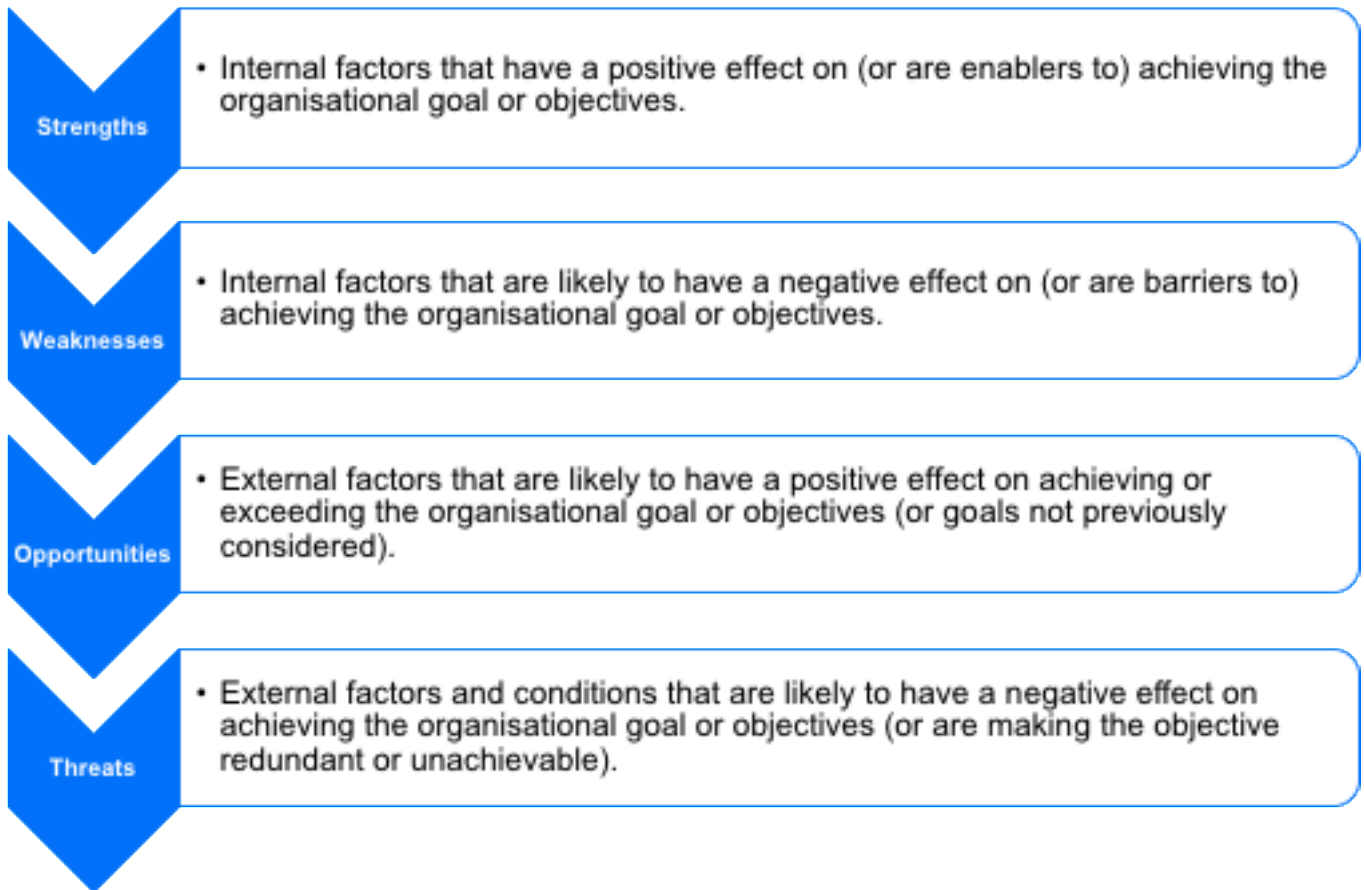 Strengths
• Internal factors that have a positive effect on (or are enablers to) achieving the
organisational goal or objectives.
Weaknesses
• Internal factors that are likely to have a negative effect on (or are barriers to)
achieving the organisational goal or objectives.
Opportunities
• External factors that are likely to have a positive effect on achieving or
exceeding the organisational goal or objectives (or goals not previously
considered).
Threats
• External factors and conditions that are likely to have a negative effect on
achieving the organisational goal or objectives (or are making the objective
redundant or unachievable).